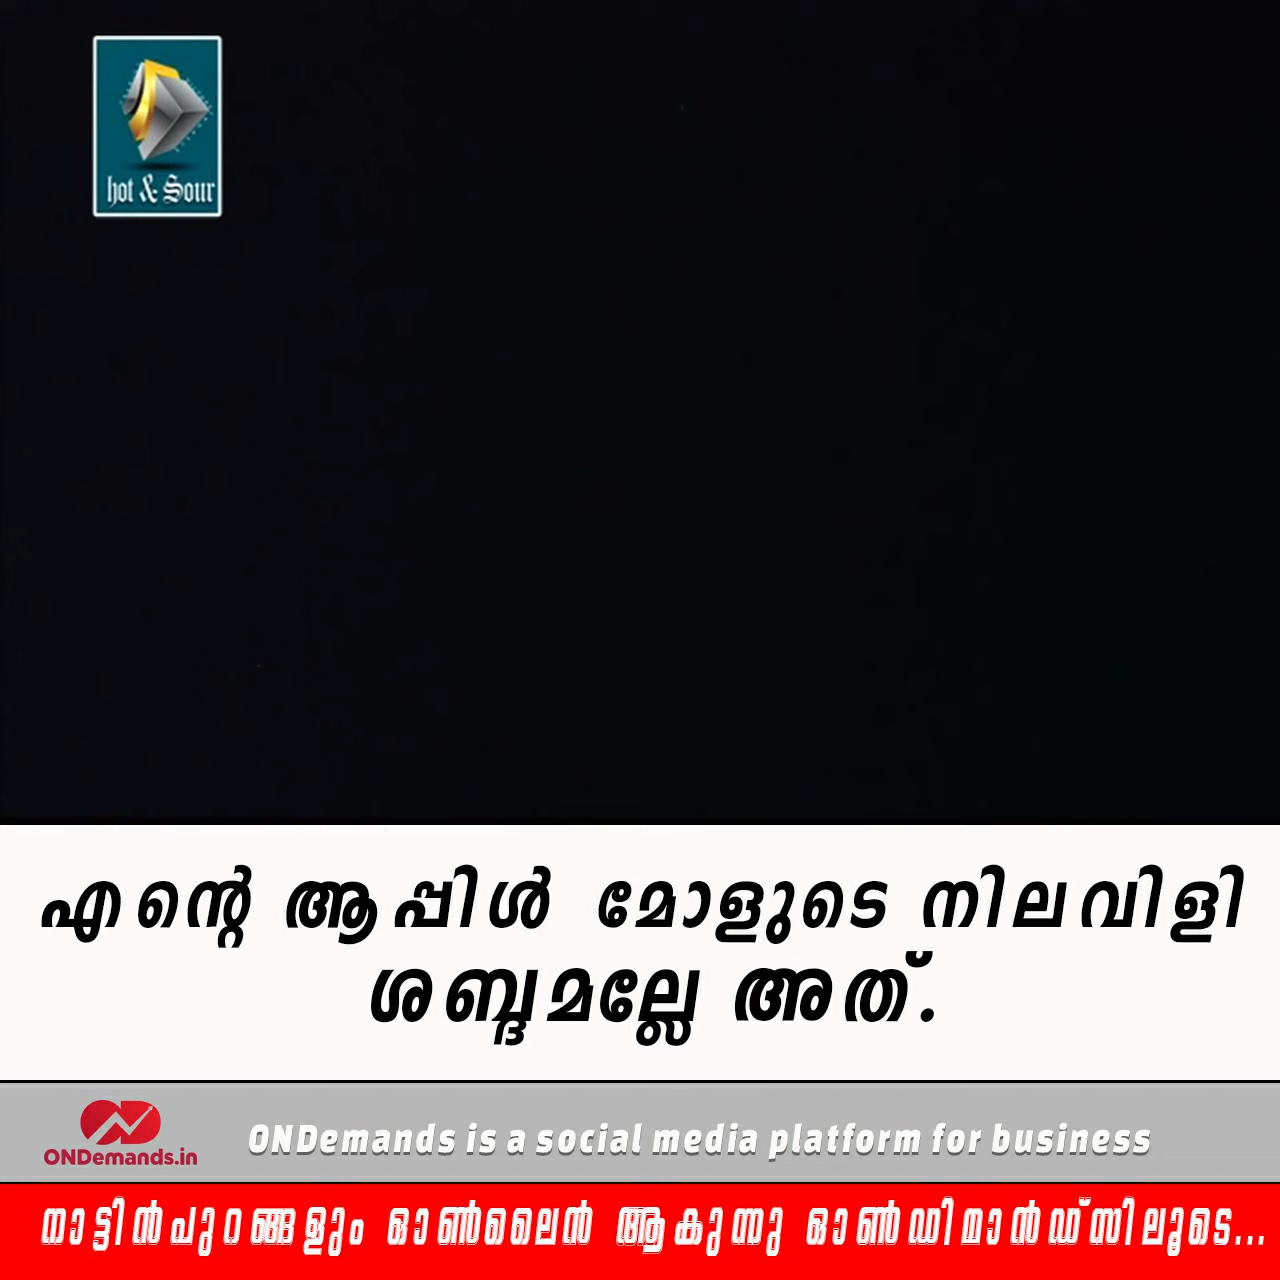 hot & Sour
എന്റെ ആപ്പിൾ മോളുടെ നിലവിളി
ശബ്ദമല്ലേ അത്.
ONDemands.in
ONDemands is a social media platform for business
നാട്ടിൻപുറങ്ങളും ഓൺലൈൻ ആകുന്നു ഓൺഡിമാൻഡ്സിലൂടെ...